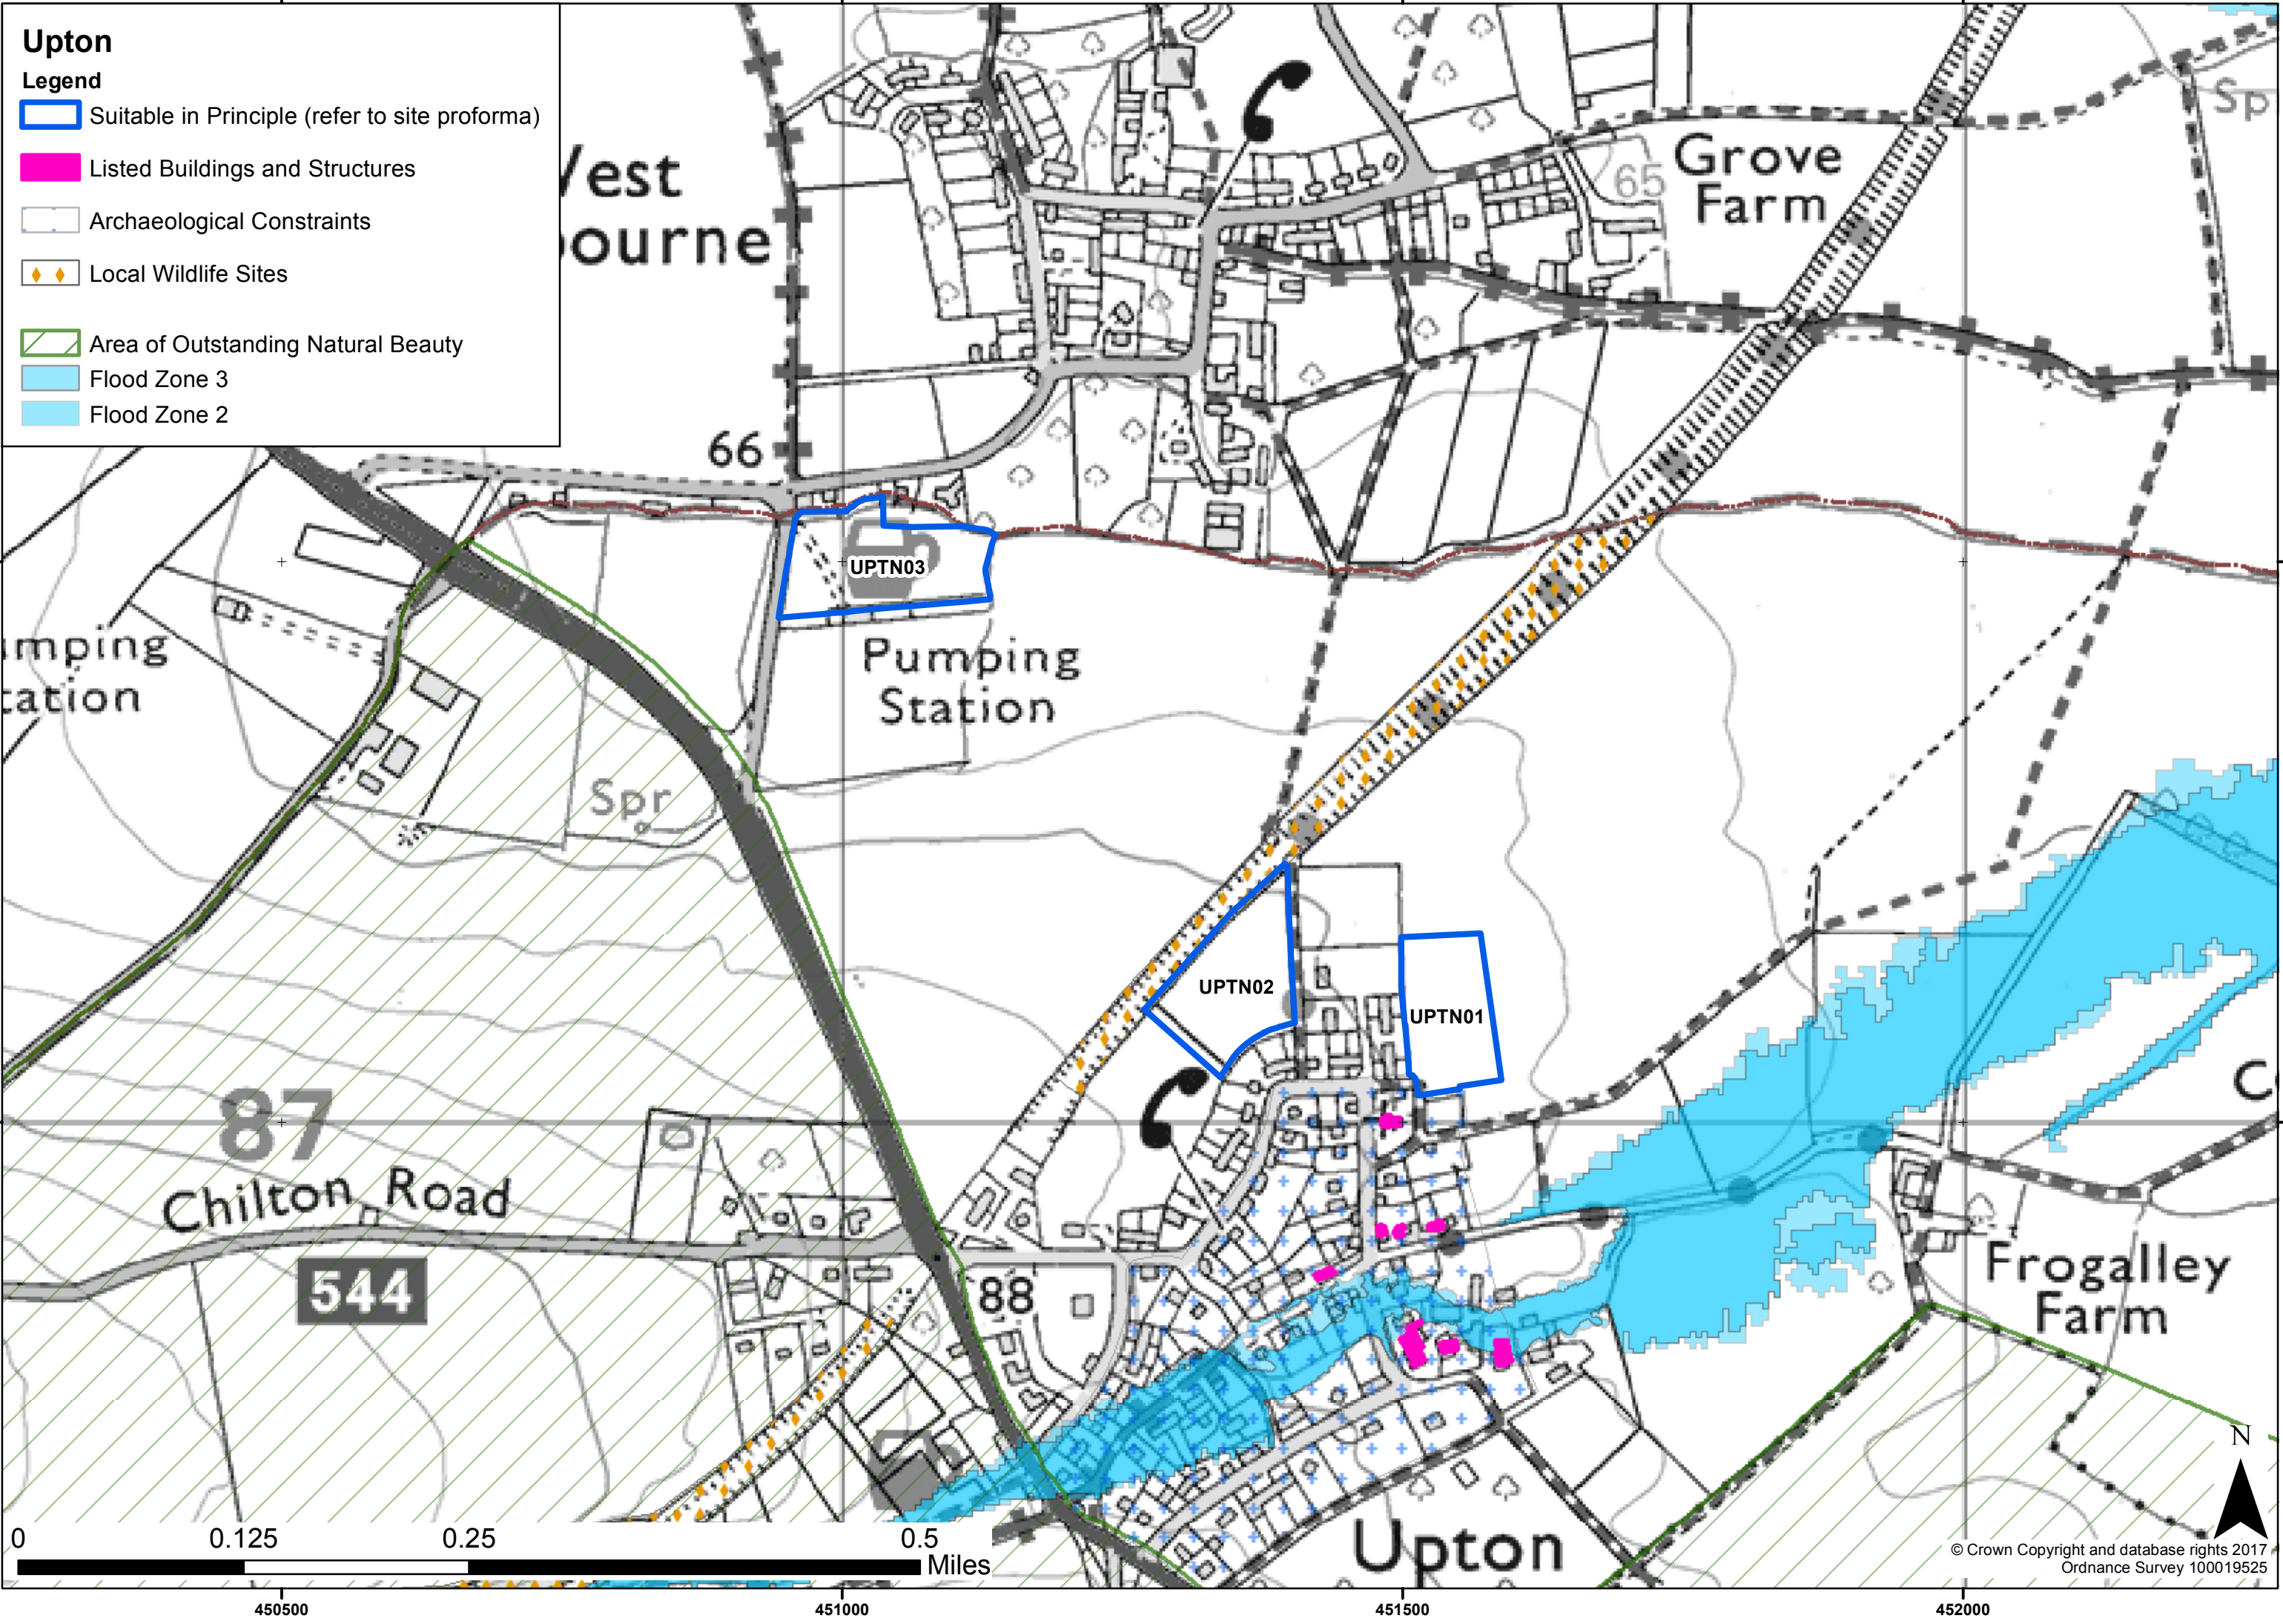 Upton
Legend
Suitable in Principle (refer to site proforma)
Listed Buildings and Structures
Archaeological Constraints
Local Wildlife Sites
Area of Outstanding Natural Beauty
Flood Zone 3
Flood Zone 2
Sp
Grove
Farm
65
Vest
bourne
66
UPTN03
umping
tation
Pumping
Station
Spr
UPTN02
UPTN01
87
Chilton Road
544
88
Frogalley
Farm
Upton
N
0 0.125 0.25 0.5
Miles
© Crown Copyright and database rights 2017
Ordnance Survey 100019525
450500 451000 451500 452000